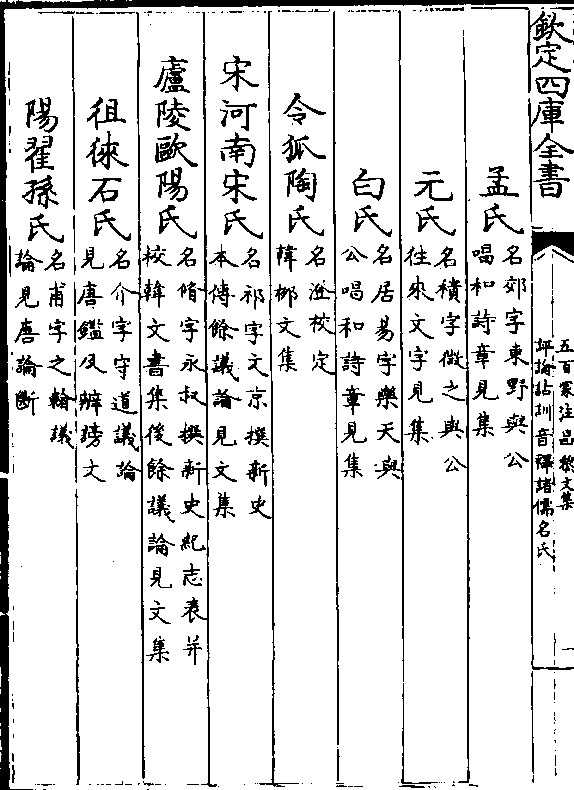 欽定四庫全書
五百家注昌黎文集
評論詁訓音釋諸儒名氏
一
孟氏
名郊字東野與公
唱和詩章見集
元氏
名稹字微之與公
往來文字見集
白氏
名居易字樂天與
公唱和詩章見集
令狐陶氏
名澄校定
韓栁文集
宋河南宋氏
名祁字文京撰新史
本傳餘議論見文集
廬陵歐陽氏
名脩字永叔撰新史紀志表并
校韓文書集後餘議論見文集
徂徠石氏
名介字守道議論
見唐鑑及辨謗文
陽翟孫氏
名甫字之翰議
論見唐論斷